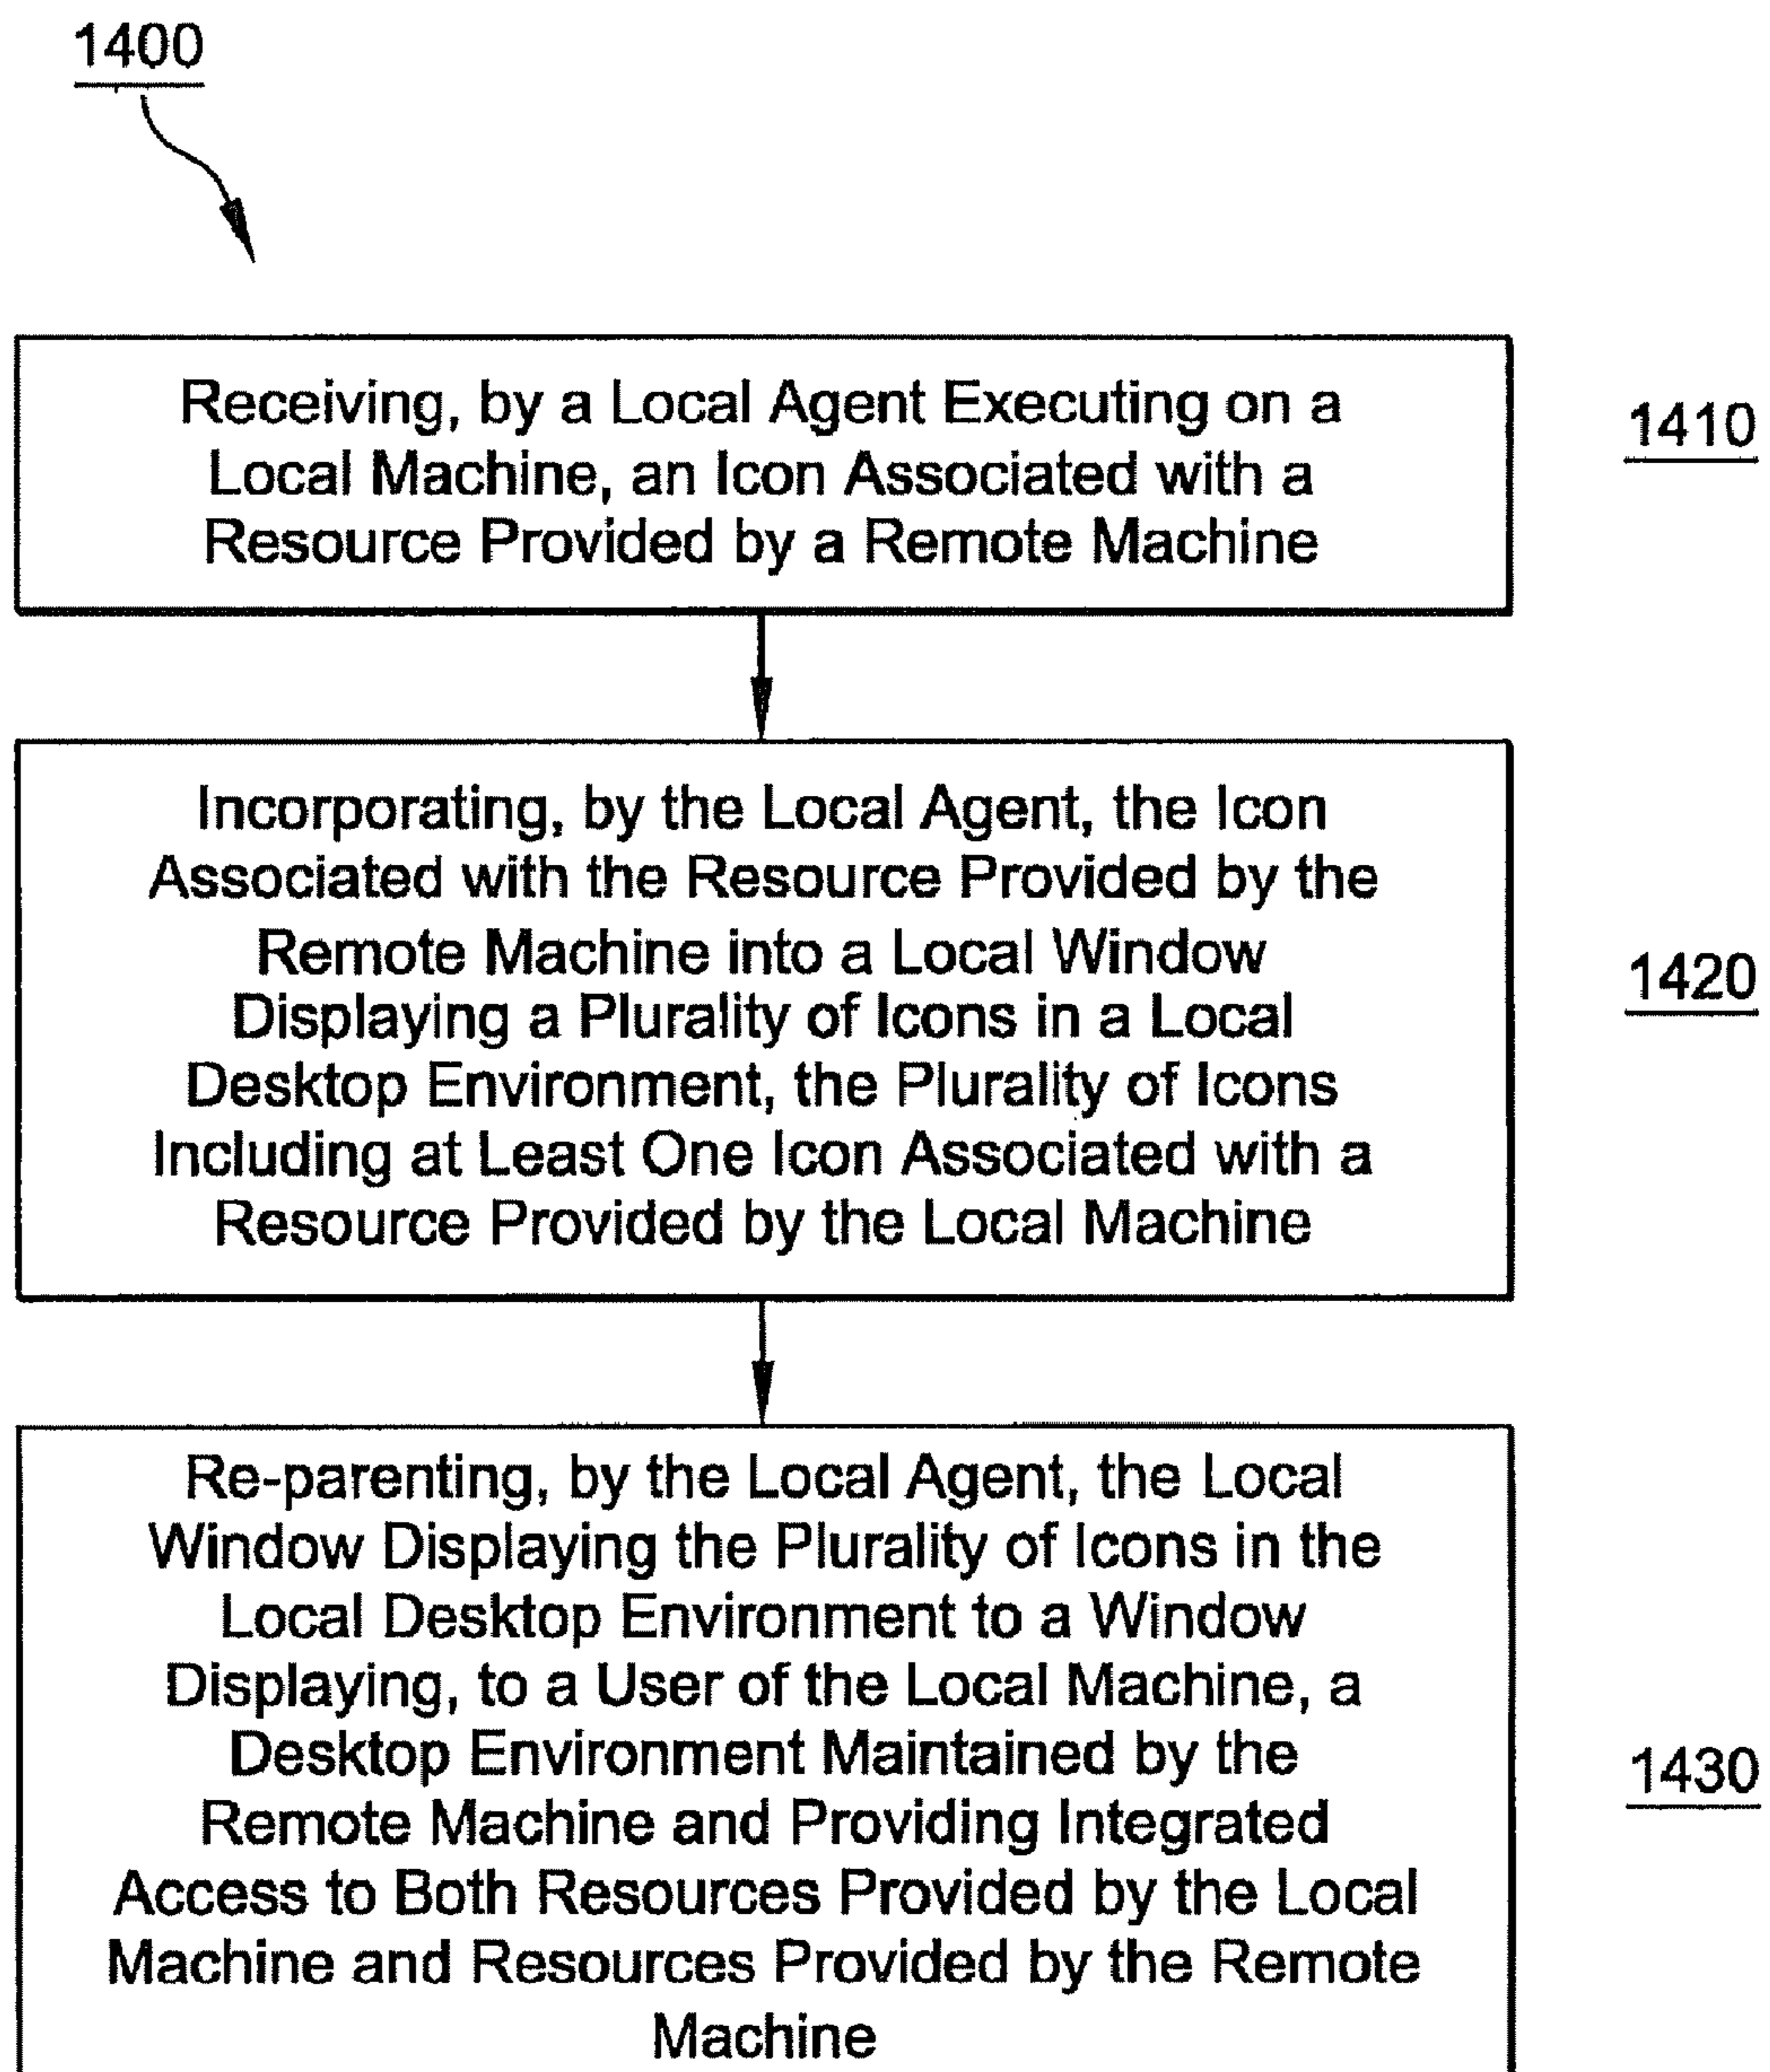 1400
Receiving, by a Local Agent Executing on a
Local Machine, an Icon Associated with a
Resource Provided by a Remote Machine
1410
Incorporating, by the Local Agent, the Icon
Associated with the Resource Provided by the
Remote Machine into a Local Window
Displaying a Plurality of Icons in a Local
Desktop Environment, the Plurality of Icons
Including at Least One Icon Associated with a
Resource Provided by the Local Machine
1420
Re-parenting, by the Local Agent, the Local
Window Displaying the Plurality of Icons in the
Local Desktop Environment to a Window
Displaying, to a User of the Local Machine, a
Desktop Environment Maintained by the
Remote Machine and Providing Integrated
Access to Both Resources Provided by the Local
Machine and Resources Provided by the Remote
Machine
1430